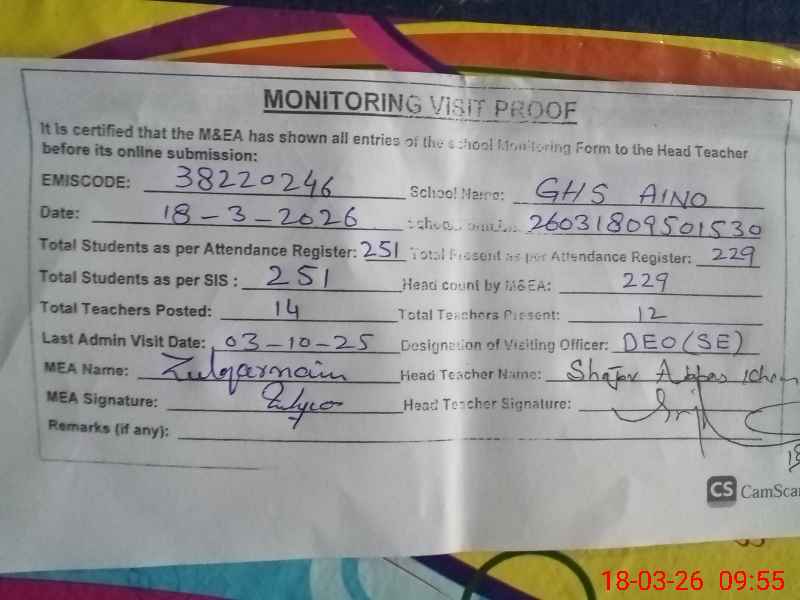 MONITORING VISIT PROOF
It is certified that the M&EA has shown all entries of the school Monitoring Form to the Head Teacher
before its online submission:
EMISCODE: 38220246 School Name: GHS AINO
Date: 18-3-2026 School 26031809501530
Total Students as per Attendance Register: 251 Total Present as per Attendance Register: 229
Total Students as per SIS : 251 Head count by M&EA: 229
Total Teachers Posted: 14 Total Teachers Present: 12
Last Admin Visit Date: 03-10-25 Designation of Visiting Officer: DEO (SE)
MEA Name: Zulqarnain Head Teacher Name: Abbas
MEA Signature: Head Teacher Signature:
Remarks (if any):
CS CamScan
18-03-26 09:55